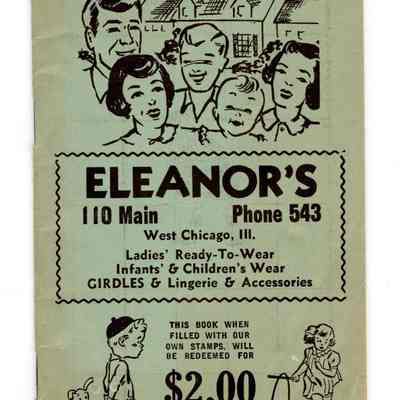 ELEANOR'S
110 Main Phone 543
West Chicago, Ill.
Ladies' Ready-To-Wear
Infants' & Children's Wear
GIRDLES & Lingerie & Accessories
THIS BOOK WHEN
FILLED WITH OUR
OWN STAMPS, WILL
BE REDEEMED FOR
$2.00